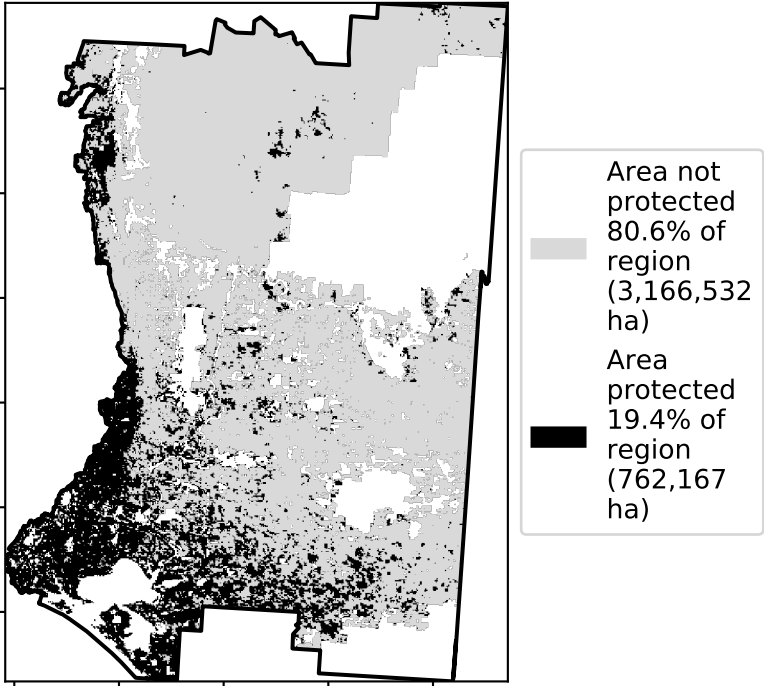 Area not
protected
80.6% of
region
(3,166,532
ha)
Area
protected
19.4% of
region
(762,167
ha)